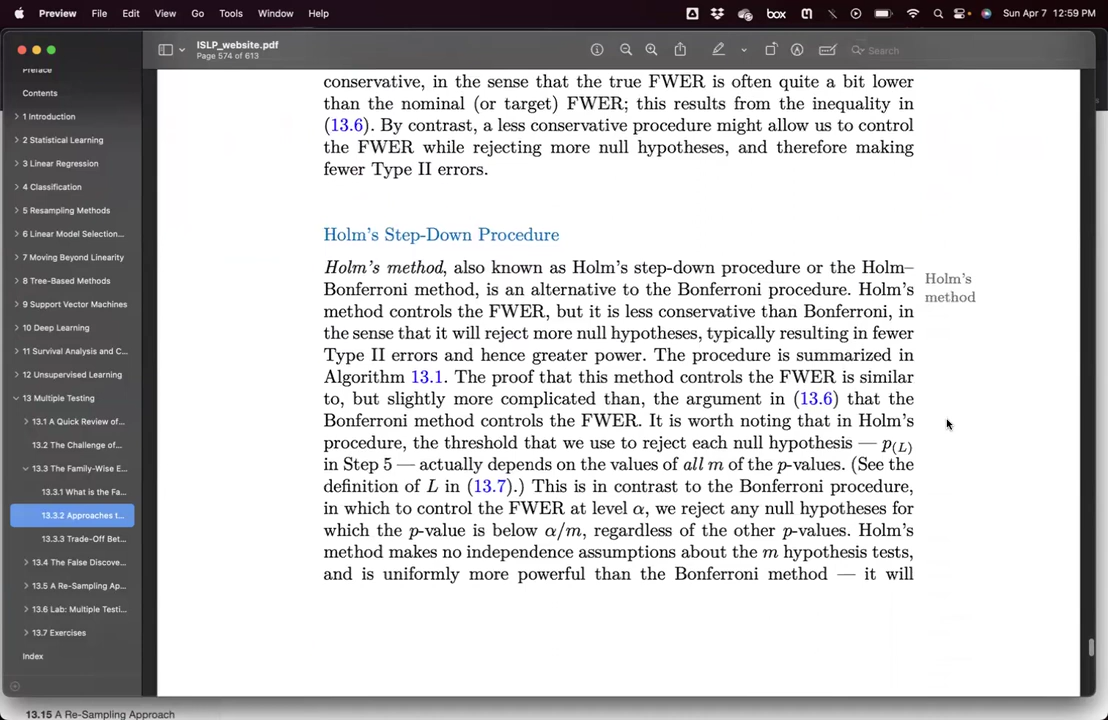 Preview File Edit View Go Tools Window Help box Sun Apr 7 12:59 PM
ISLP_website.pdf
Page 574 of 613
Search
Preface
Contents
1 Introduction
2 Statistical Learning
3 Linear Regression
4 Classification
5 Resampling Methods
6 Linear Model Selection...
7 Moving Beyond Linearity
8 Tree-Based Methods
9 Support Vector Machines
10 Deep Learning
11 Survival Analysis and C...
12 Unsupervised Learning
13 Multiple Testing
13.1 A Quick Review of...
13.2 The Challenge of...
13.3 The Family-Wise E...
13.3.1 What is the Fa...
13.3.2 Approaches t...
13.3.3 Trade-Off Bet...
13.4 The False Discove...
13.5 A Re-Sampling Ap...
13.6 Lab: Multiple Testi...
13.7 Exercises
Index
conservative, in the sense that the true FWER is often quite a bit lower
than the nominal (or target) FWER; this results from the inequality in
(13.6). By contrast, a less conservative procedure might allow us to control
the FWER while rejecting more null hypotheses, and therefore making
fewer Type II errors.
Holm's Step-Down Procedure
Holm's method, also known as Holm's step-down procedure or the Holm–
Bonferroni method, is an alternative to the Bonferroni procedure. Holm's
method controls the FWER, but it is less conservative than Bonferroni, in
the sense that it will reject more null hypotheses, typically resulting in fewer
Type II errors and hence greater power. The procedure is summarized in
Algorithm 13.1. The proof that this method controls the FWER is similar
to, but slightly more complicated than, the argument in (13.6) that the
Bonferroni method controls the FWER. It is worth noting that in Holm's
procedure, the threshold that we use to reject each null hypothesis — p(L)
in Step 5 — actually depends on the values of all m of the p-values. (See the
definition of L in (13.7).) This is in contrast to the Bonferroni procedure,
in which to control the FWER at level α, we reject any null hypotheses for
which the p-value is below α/m, regardless of the other p-values. Holm's
method makes no independence assumptions about the m hypothesis tests,
and is uniformly more powerful than the Bonferroni method — it will
Holm's
method
13.15 A Re-Sampling Approach